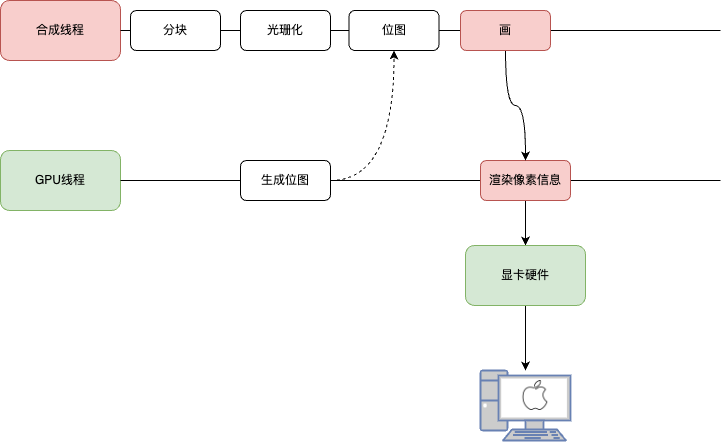 合成线程
分块
光珊化
位图
画
GPU线程
生成位图
渲染像素信息
显卡硬件